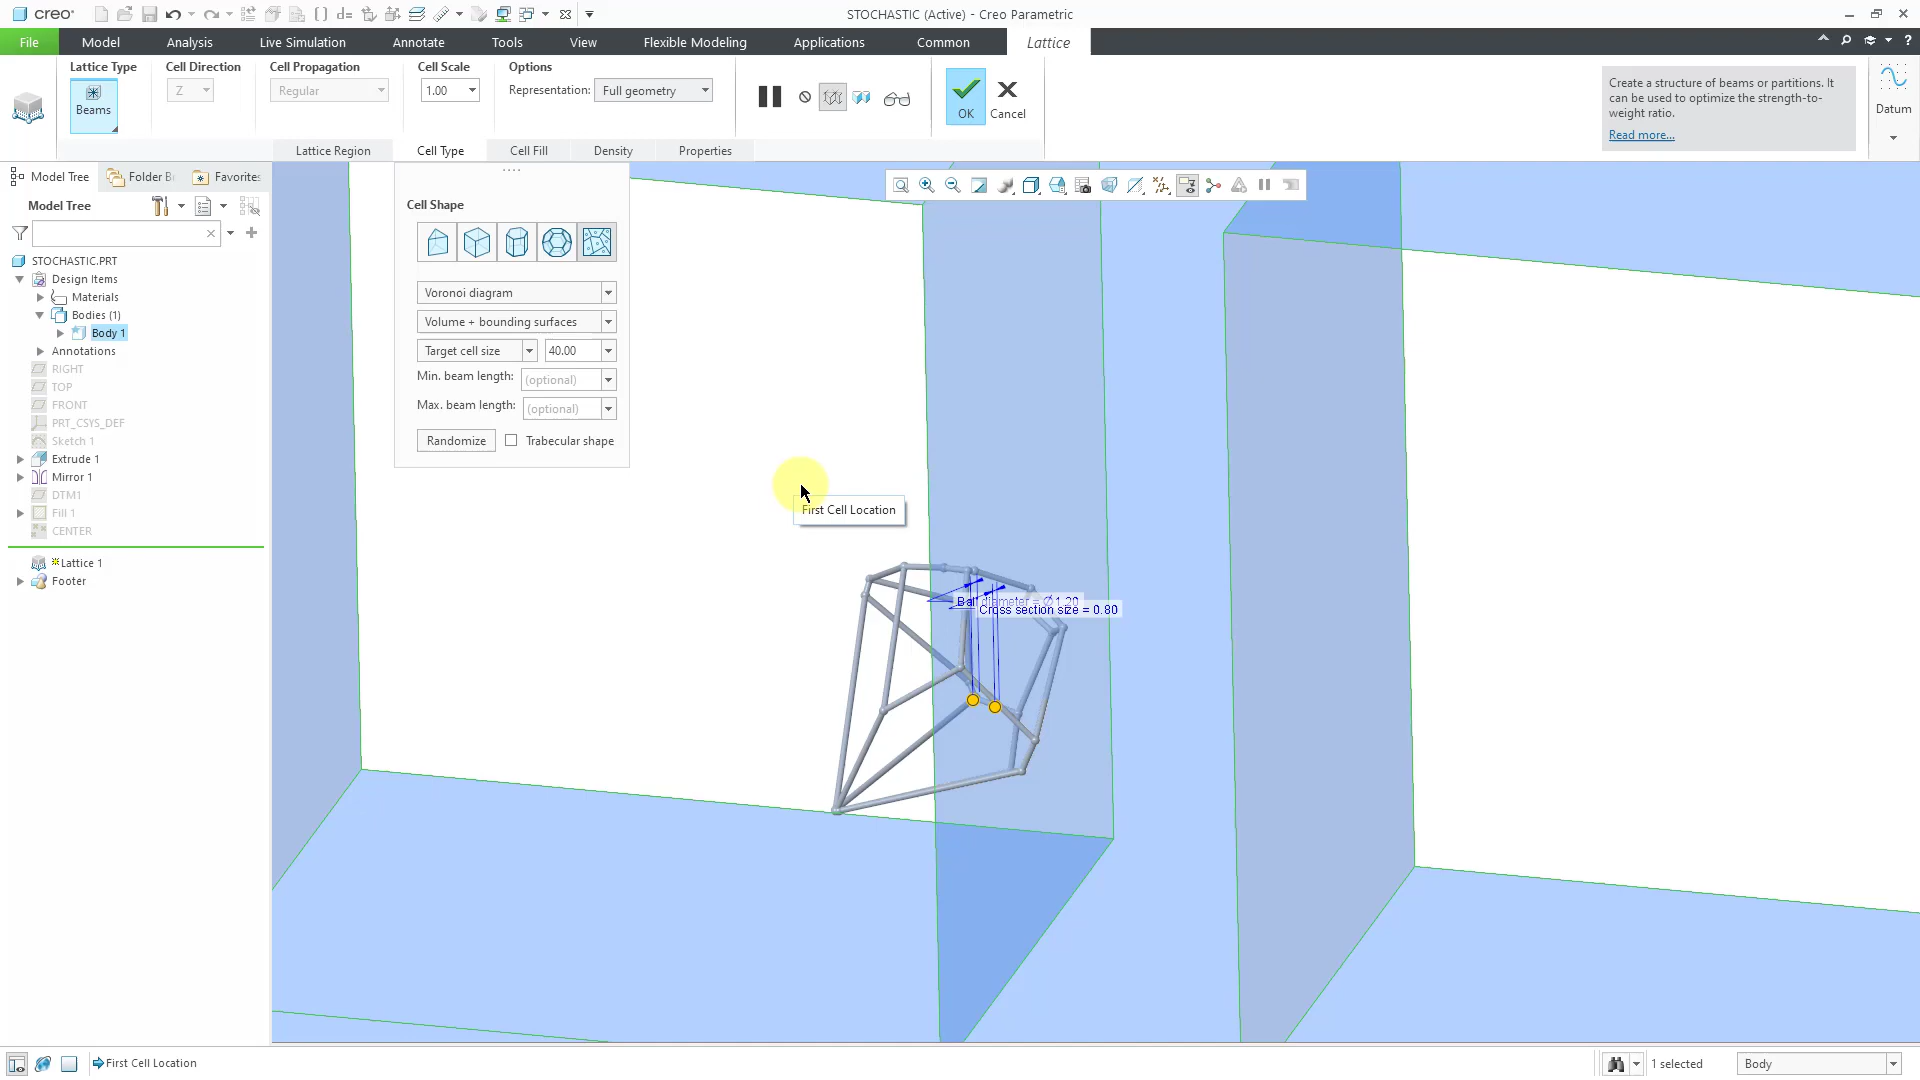 creo®
STOCHASTIC (Active) - Creo Parametric
File
Model
Analysis
Live Simulation
Annotate
Tools
View
Flexible Modeling
Applications
Common
Lattice
Lattice Type
Beams
Cell Direction
Z
Cell Propagation
Regular
Cell Scale
1.00
Options
Representation:
Full geometry
OK
Cancel
Create a structure of beams or partitions. It
can be used to optimize the strength-to-
weight ratio.
Read more...
Datum
Lattice Region
Cell Type
Cell Fill
Density
Properties
Model Tree
Folder B
Favorites
Model Tree
STOCHASTIC.PRT
Design Items
Materials
Bodies (1)
Body 1
Annotations
RIGHT
TOP
FRONT
PRT_CSYS_DEF
Sketch 1
Extrude 1
Mirror 1
DTM1
Fill 1
CENTER
Lattice 1
Footer
Cell Shape
Voronoi diagram
Volume + bounding surfaces
Target cell size
40.00
Min. beam length:
(optional)
Max. beam length:
(optional)
Randomize
Trabecular shape
First Cell Location
Ball diameter = Ø1.20
Cross section size = 0.80
First Cell Location
1 selected
Body